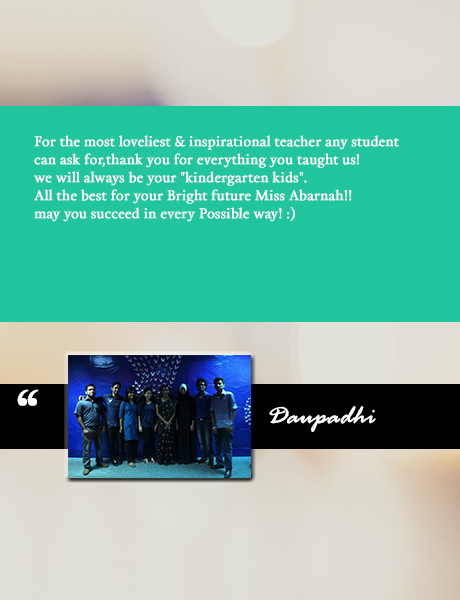 For the most loveliest & inspirational teacher any student
can ask for,thank you for everything you taught us!
we will always be your "kindergarten kids".
All the best for your Bright future Miss Abarnah!!
may you succeed in every Possible way! :)
“
Daupadhi